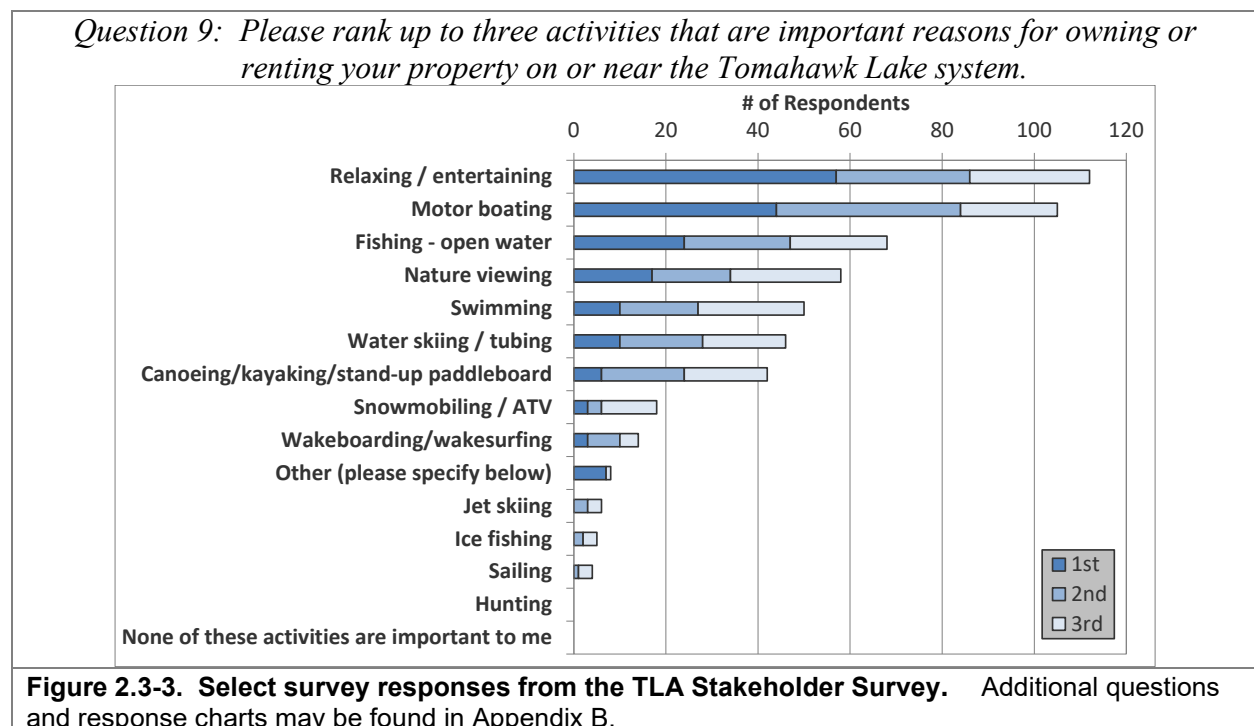 Question 9: Please rank up to three activities that are important reasons for owning or
renting your property on or near the Tomahawk Lake system.
# of Respondents
0 20 40 60 80 100 120
Relaxing / entertaining
Motor boating
Fishing - open water
Nature viewing
Swimming
Water skiing / tubing
Canoeing/kayaking/stand-up paddleboard
Snowmobiling / ATV
Wakeboarding/wakesurfing
Other (please specify below)
Jet skiing
Ice fishing
Sailing
Hunting
None of these activities are important to me
1st
2nd
3rd
Figure 2.3-3. Select survey responses from the TLA Stakeholder Survey. Additional questions
and response charts may be found in Appendix B.